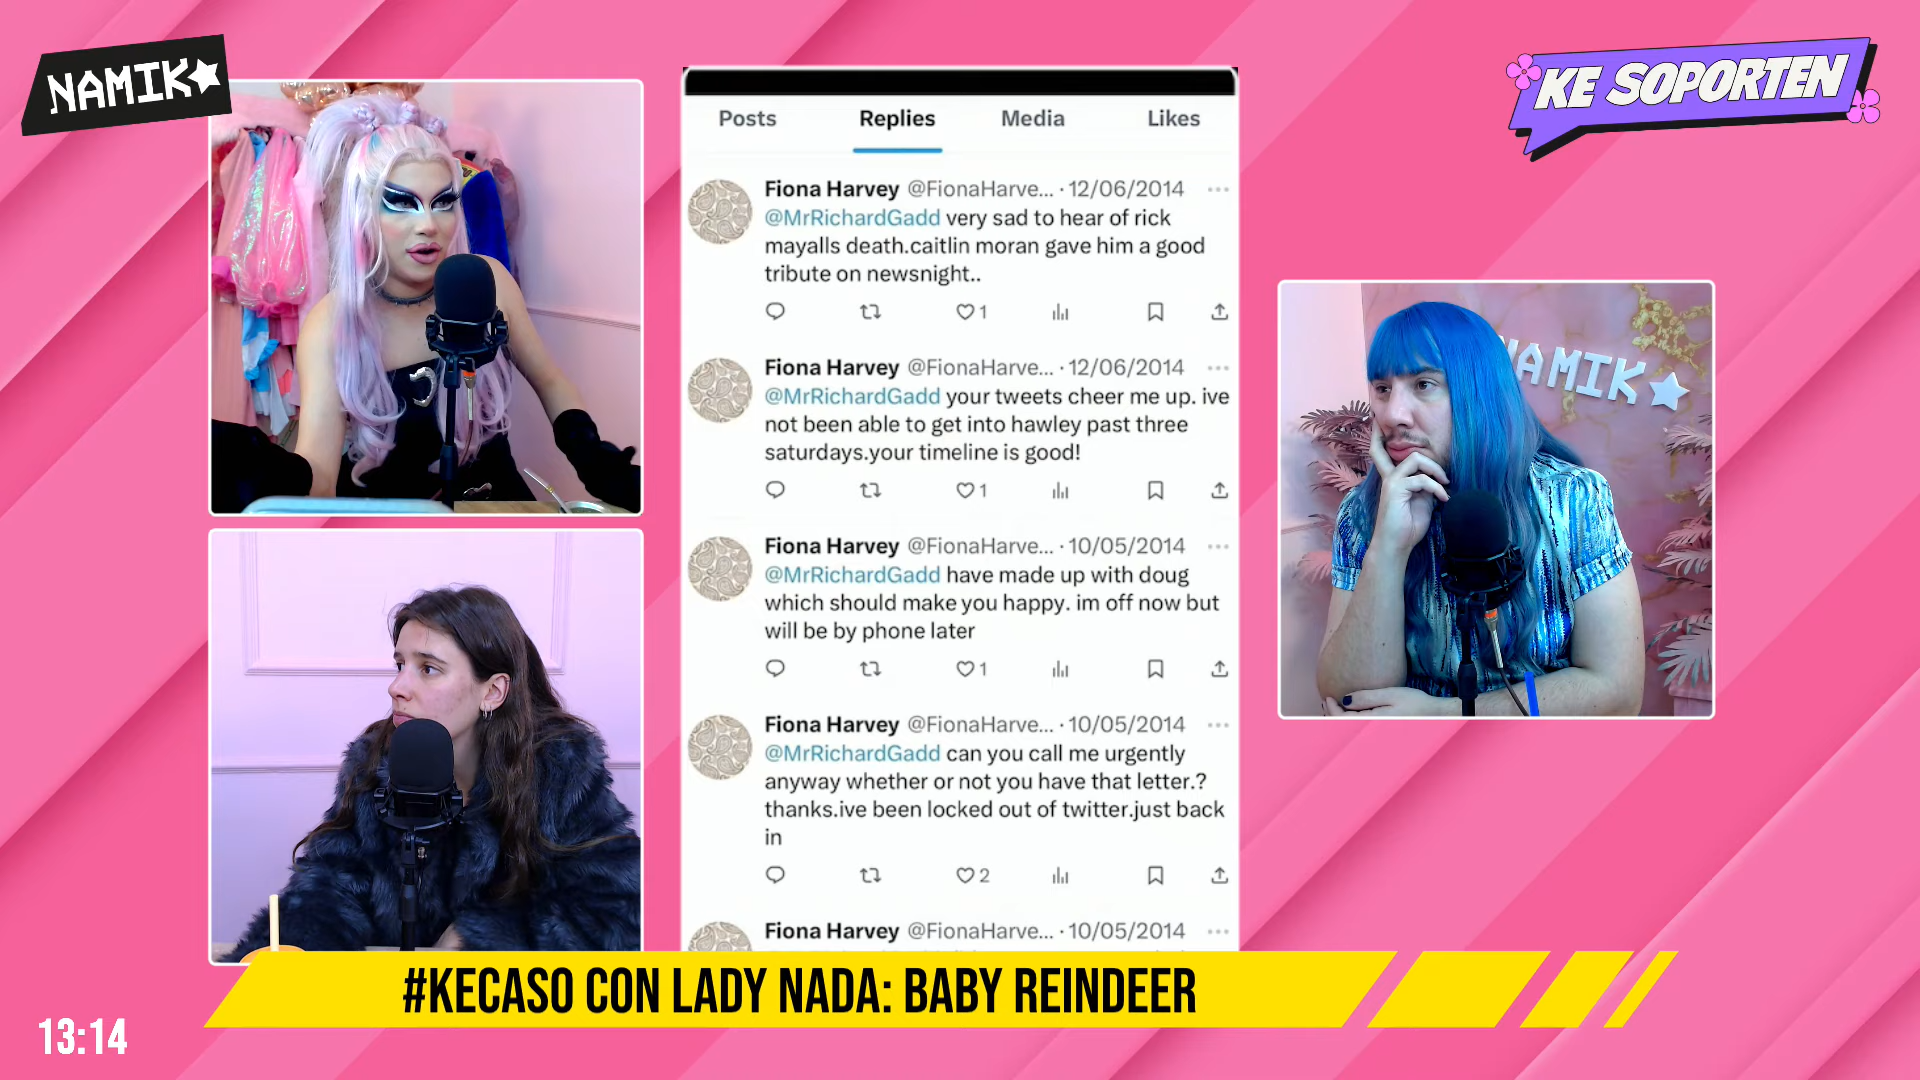 NAMIK
KE SOPORTEN
Posts Replies Media Likes
Fiona Harvey @FionaHarve... · 12/06/2014
@MrRichardGadd very sad to hear of rick
mayalls death.caitlin moran gave him a good
tribute on newsnight..
1
Fiona Harvey @FionaHarve... · 12/06/2014
@MrRichardGadd your tweets cheer me up. ive
not been able to get into hawley past three
saturdays.your timeline is good!
1
Fiona Harvey @FionaHarve... · 10/05/2014
@MrRichardGadd have made up with doug
which should make you happy. im off now but
will be by phone later
1
Fiona Harvey @FionaHarve... · 10/05/2014
@MrRichardGadd can you call me urgently
anyway whether or not you have that letter.?
thanks.ive been locked out of twitter.just back
in
2
Fiona Harvey @FionaHarve... · 10/05/2014
NAMIK
#KECASO CON LADY NADA: BABY REINDEER
13:14